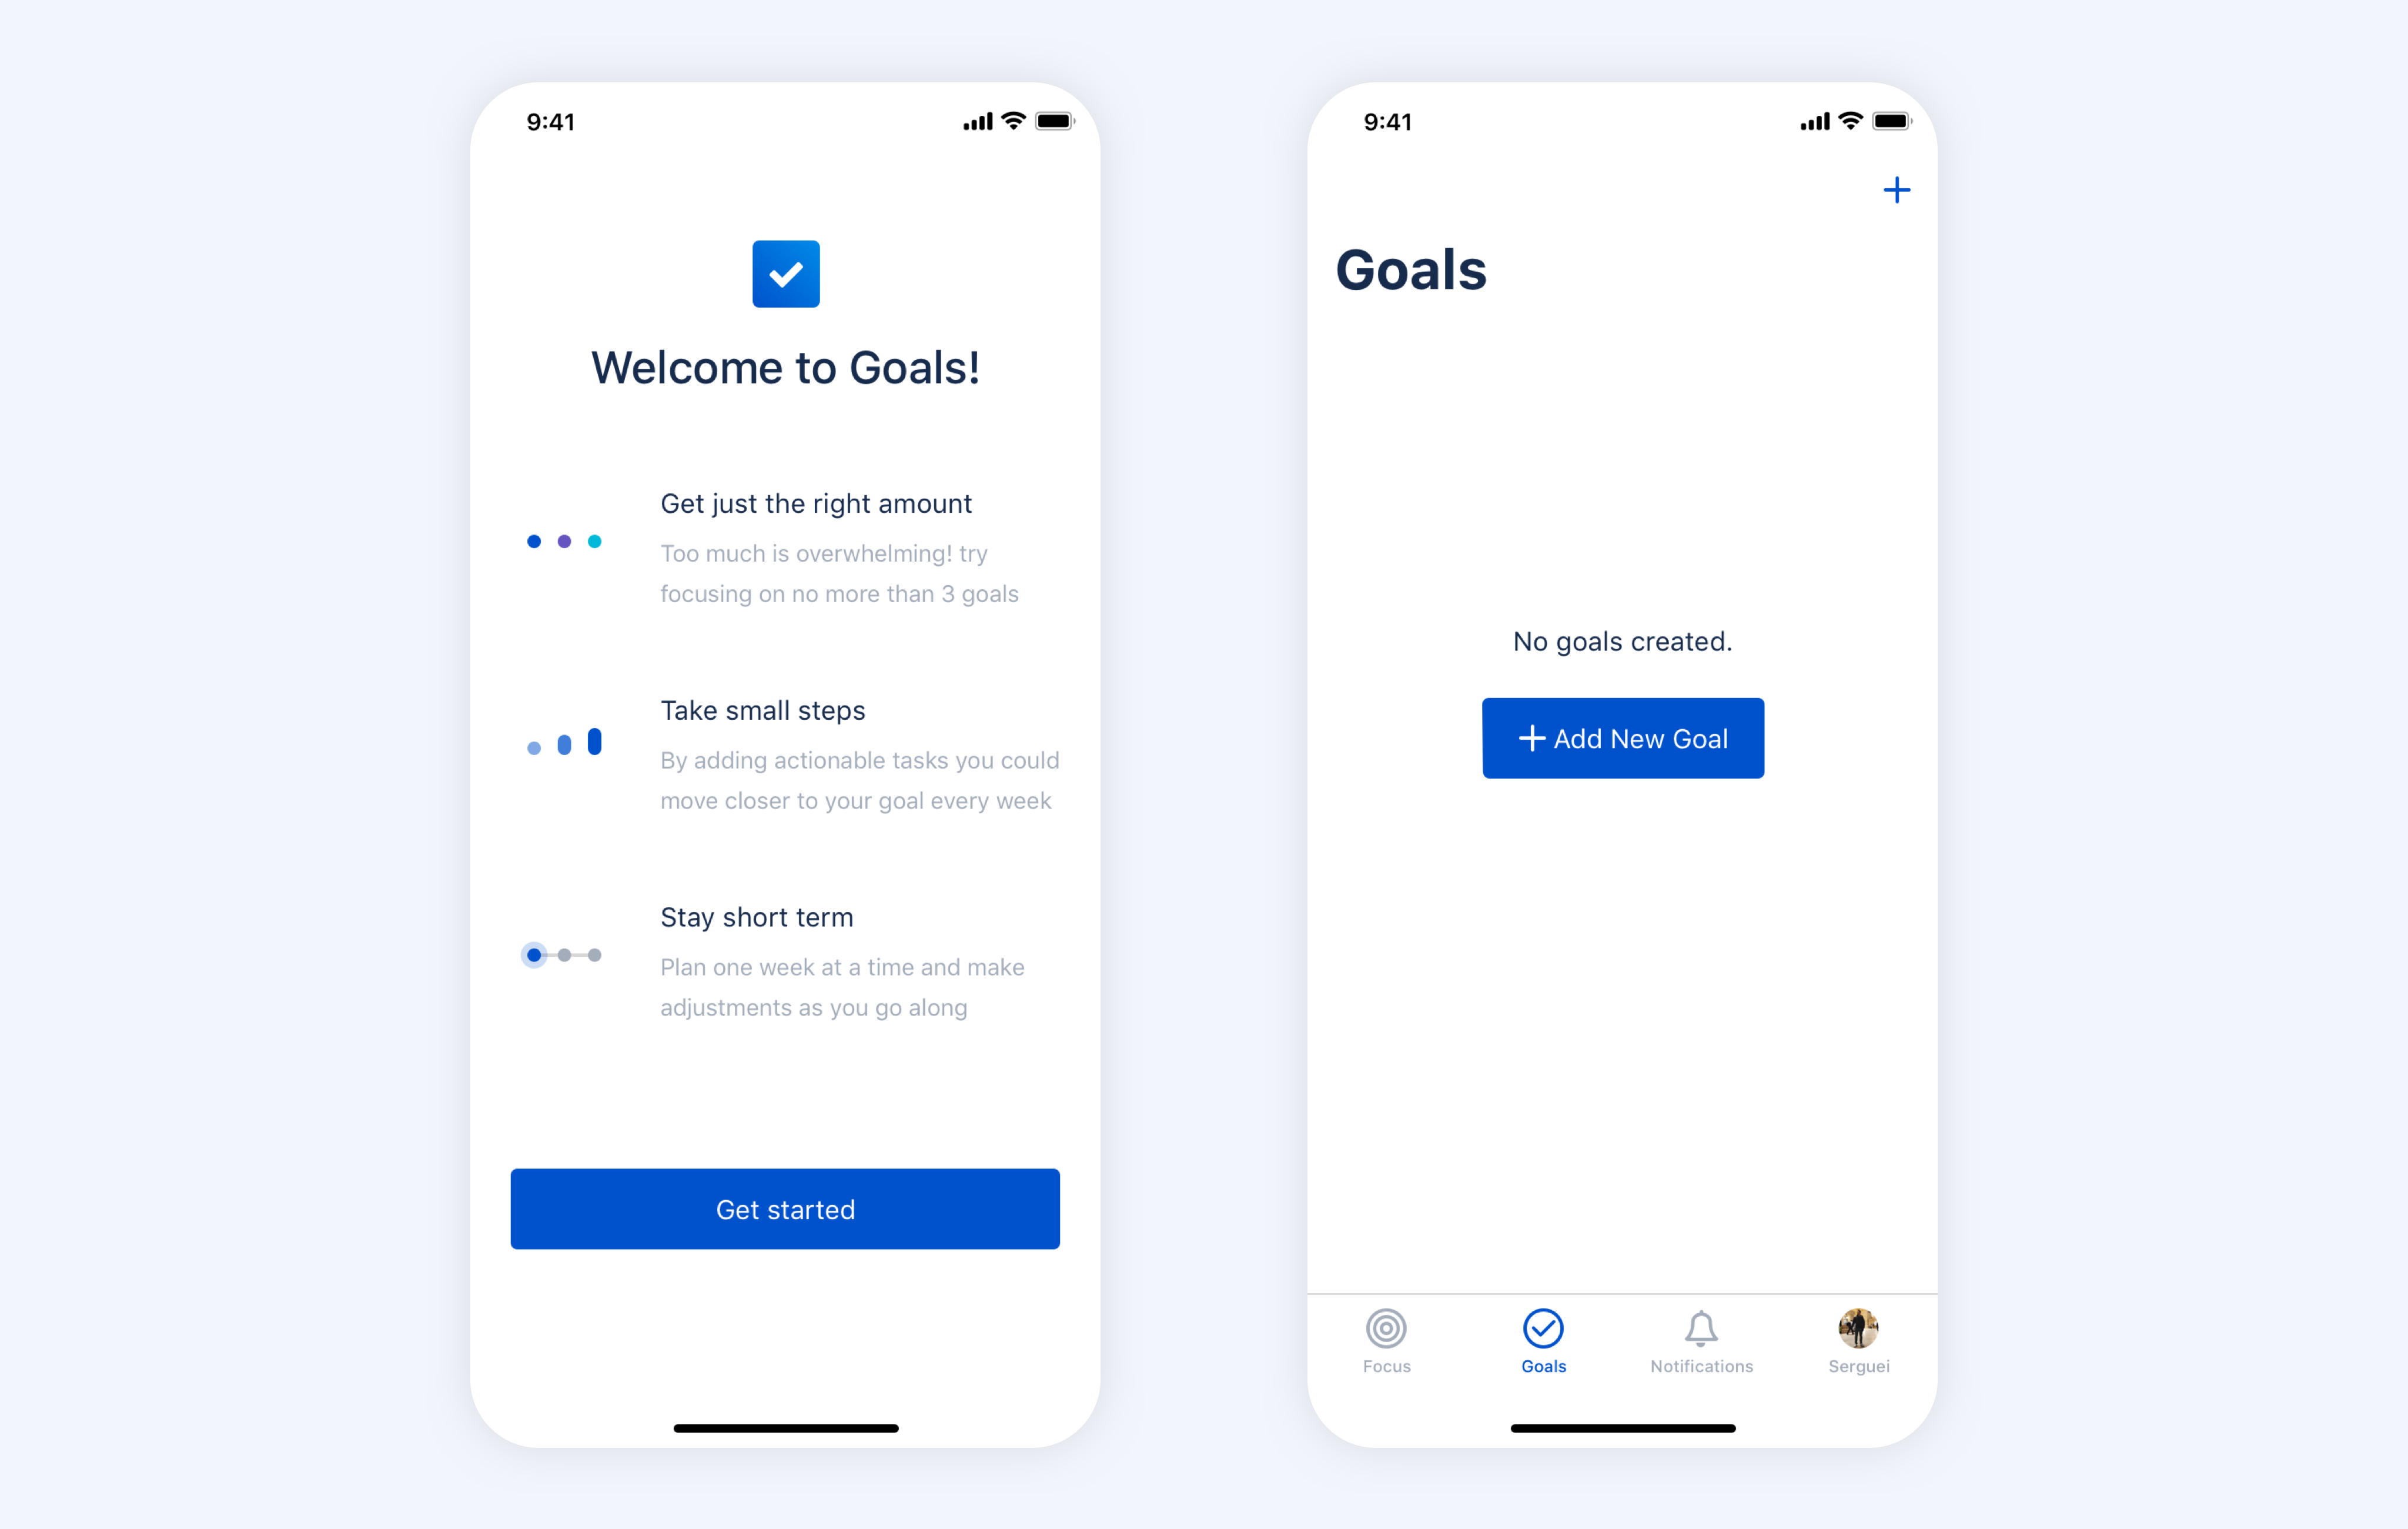 9:41
Welcome to Goals!
Get just the right amount
Too much is overwhelming! try
focusing on no more than 3 goals
Take small steps
By adding actionable tasks you could
move closer to your goal every week
Stay short term
Plan one week at a time and make
adjustments as you go along
Get started
9:41
Goals
No goals created.
Add New Goal
Focus
Goals
Notifications
Serguei